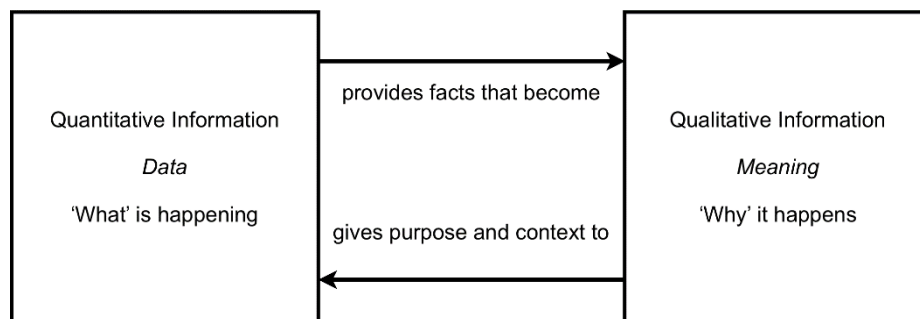 Quantitative Information
Data
‘What’ is happening
provides facts that become
gives purpose and context to
Qualitative Information
Meaning
‘Why’ it happens